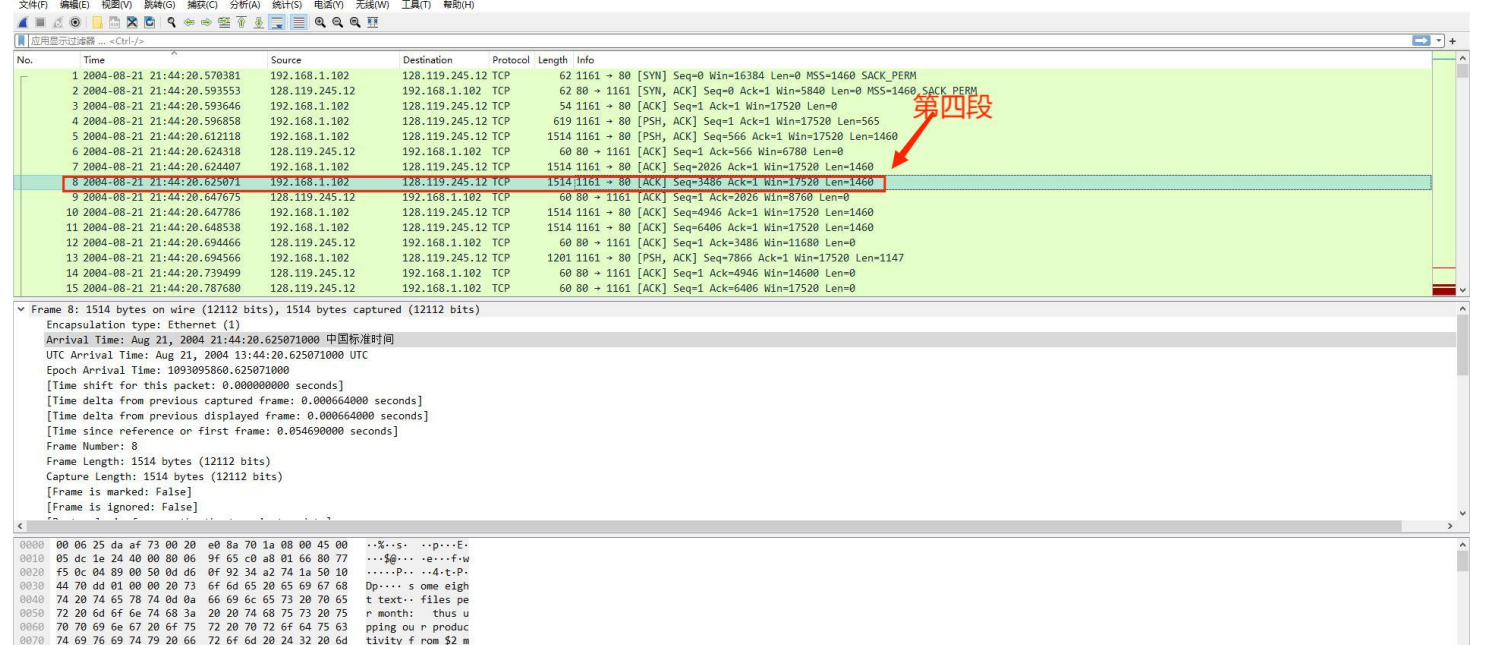 文件(F) 编辑(E) 视图(V) 跳转(G) 捕获(C) 分析(A) 统计(S) 电话(Y) 无线(W) 工具(T) 帮助(H)
应用显示过滤器 … <Ctrl-/>
No. Time Source Destination Protocol Length Info
1 2004-08-21 21:44:20.570381 192.168.1.102 128.119.245.12 TCP 62 1161 → 80 [SYN] Seq=0 Win=16384 Len=0 MSS=1460 SACK_PERM
2 2004-08-21 21:44:20.593553 128.119.245.12 192.168.1.102 TCP 62 80 → 1161 [SYN, ACK] Seq=0 Ack=1 Win=5840 Len=0 MSS=1460 SACK_PERM
第四段
3 2004-08-21 21:44:20.593646 192.168.1.102 128.119.245.12 TCP 54 1161 → 80 [ACK] Seq=1 Ack=1 Win=17520 Len=0
4 2004-08-21 21:44:20.596858 192.168.1.102 128.119.245.12 TCP 619 1161 → 80 [PSH, ACK] Seq=1 Ack=1 Win=17520 Len=565
5 2004-08-21 21:44:20.612118 192.168.1.102 128.119.245.12 TCP 1514 1161 → 80 [PSH, ACK] Seq=566 Ack=1 Win=17520 Len=1460
6 2004-08-21 21:44:20.624318 128.119.245.12 192.168.1.102 TCP 60 80 → 1161 [ACK] Seq=1 Ack=566 Win=6780 Len=0
7 2004-08-21 21:44:20.624407 192.168.1.102 128.119.245.12 TCP 1514 1161 → 80 [ACK] Seq=2026 Ack=1 Win=17520 Len=1460
8 2004-08-21 21:44:20.625071 192.168.1.102 128.119.245.12 TCP 1514 1161 → 80 [ACK] Seq=3486 Ack=1 Win=17520 Len=1460
9 2004-08-21 21:44:20.647675 128.119.245.12 192.168.1.102 TCP 60 80 → 1161 [ACK] Seq=1 Ack=2026 Win=8760 Len=0
10 2004-08-21 21:44:20.647786 192.168.1.102 128.119.245.12 TCP 1514 1161 → 80 [ACK] Seq=4946 Ack=1 Win=17520 Len=1460
11 2004-08-21 21:44:20.648538 192.168.1.102 128.119.245.12 TCP 1514 1161 → 80 [ACK] Seq=6406 Ack=1 Win=17520 Len=1460
12 2004-08-21 21:44:20.694466 128.119.245.12 192.168.1.102 TCP 60 80 → 1161 [ACK] Seq=1 Ack=3486 Win=11680 Len=0
13 2004-08-21 21:44:20.694566 192.168.1.102 128.119.245.12 TCP 1201 1161 → 80 [PSH, ACK] Seq=7866 Ack=1 Win=17520 Len=1147
14 2004-08-21 21:44:20.739499 128.119.245.12 192.168.1.102 TCP 60 80 → 1161 [ACK] Seq=1 Ack=4946 Win=14600 Len=0
15 2004-08-21 21:44:20.787680 128.119.245.12 192.168.1.102 TCP 60 80 → 1161 [ACK] Seq=1 Ack=6406 Win=17520 Len=0
Frame 8: 1514 bytes on wire (12112 bits), 1514 bytes captured (12112 bits)
Encapsulation type: Ethernet (1)
Arrival Time: Aug 21, 2004 21:44:20.625071000 中国标准时间
UTC Arrival Time: Aug 21, 2004 13:44:20.625071000 UTC
Epoch Arrival Time: 1093095860.625071000
[Time shift for this packet: 0.000000000 seconds]
[Time delta from previous captured frame: 0.000664000 seconds]
[Time delta from previous displayed frame: 0.000664000 seconds]
[Time since reference or first frame: 0.054690000 seconds]
Frame Number: 8
Frame Length: 1514 bytes (12112 bits)
Capture Length: 1514 bytes (12112 bits)
[Frame is marked: False]
[Frame is ignored: False]
0000 00 06 25 da af 73 00 20 e0 8a 70 1a 08 00 45 00 ··%··s· ··p···E·
0010 05 dc 1e 24 40 00 80 06 9f 65 c0 a8 01 66 80 77 ···$@··· ·e···f·w
0020 f5 0c 04 89 00 50 0d d6 0f 92 34 a2 74 1a 50 10 ·····P·· ··4·t·P·
0030 44 70 dd 01 00 00 20 73 6f 6d 65 20 65 69 67 68 Dp···· s ome eigh
0040 74 20 74 65 78 74 0d 0a 66 69 6c 65 73 20 70 65 t text·· files pe
0050 72 20 6d 6f 6e 74 68 3a 20 20 74 68 75 73 20 75 r month: thus u
0060 70 70 69 6e 67 20 6f 75 72 20 70 72 6f 64 75 63 pping ou r produc
0070 74 69 76 69 74 79 20 66 72 6f 6d 20 24 32 20 6d tivity f rom $2 m